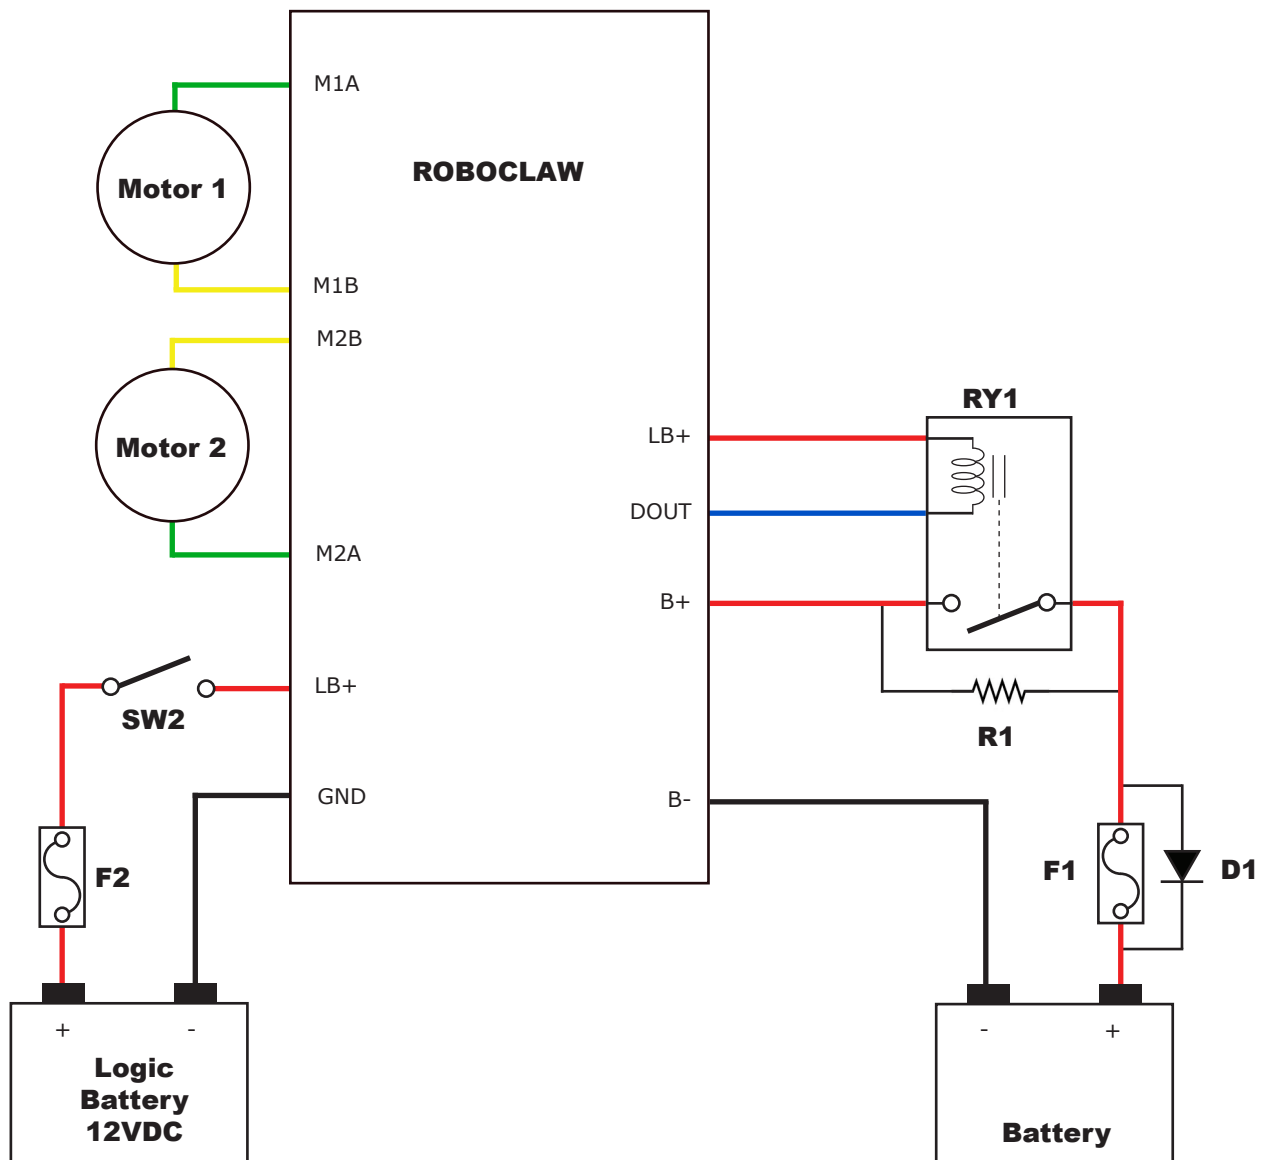 M1A
ROBOCLAW
Motor 1
M1B
M2B
RY1
LB+
Motor 2
DOUT
M2A
B+
LB+
SW2
R1
GND
B-
F2
F1
D1
+ -
- +
Logic
Battery
12VDC
Battery